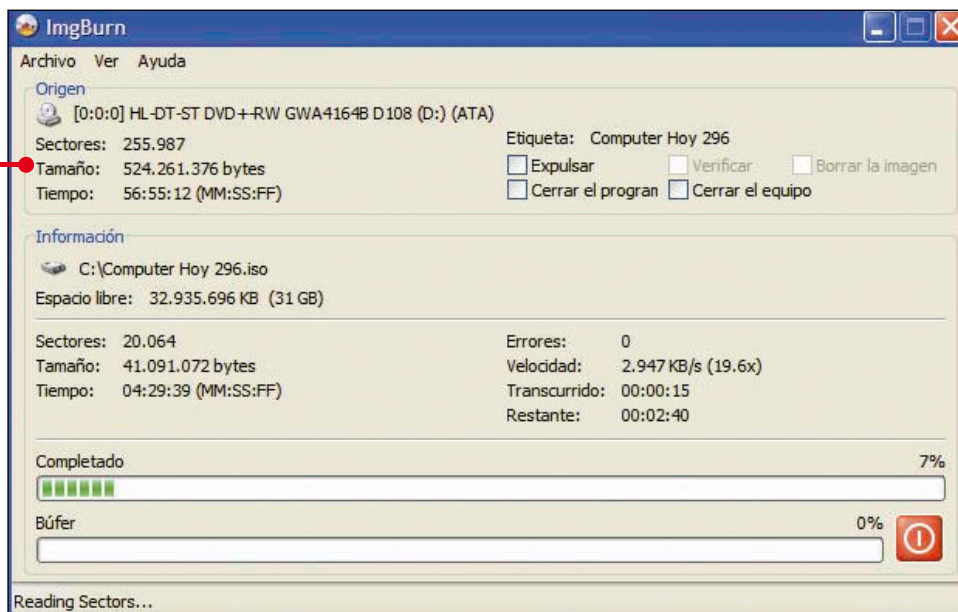 ImgBurn
Archivo Ver Ayuda
Origen
[0:0:0] HL-DT-ST DVD+-RW GWA4164B D108 (D:) (ATA)
Sectores: 255.987
Tamaño: 524.261.376 bytes
Tiempo: 56:55:12 (MM:SS:FF)
Etiqueta: Computer Hoy 296
Expulsar Verificar Borrar la imagen
Cerrar el progran Cerrar el equipo
Información
C:\Computer Hoy 296.iso
Espacio libre: 32.935.696 KB (31 GB)
Sectores: 20.064
Tamaño: 41.091.072 bytes
Tiempo: 04:29:39 (MM:SS:FF)
Errores: 0
Velocidad: 2.947 KB/s (19.6x)
Transcurrido: 00:00:15
Restante: 00:02:40
Completado 7%
Búfer 0%
Reading Sectors...